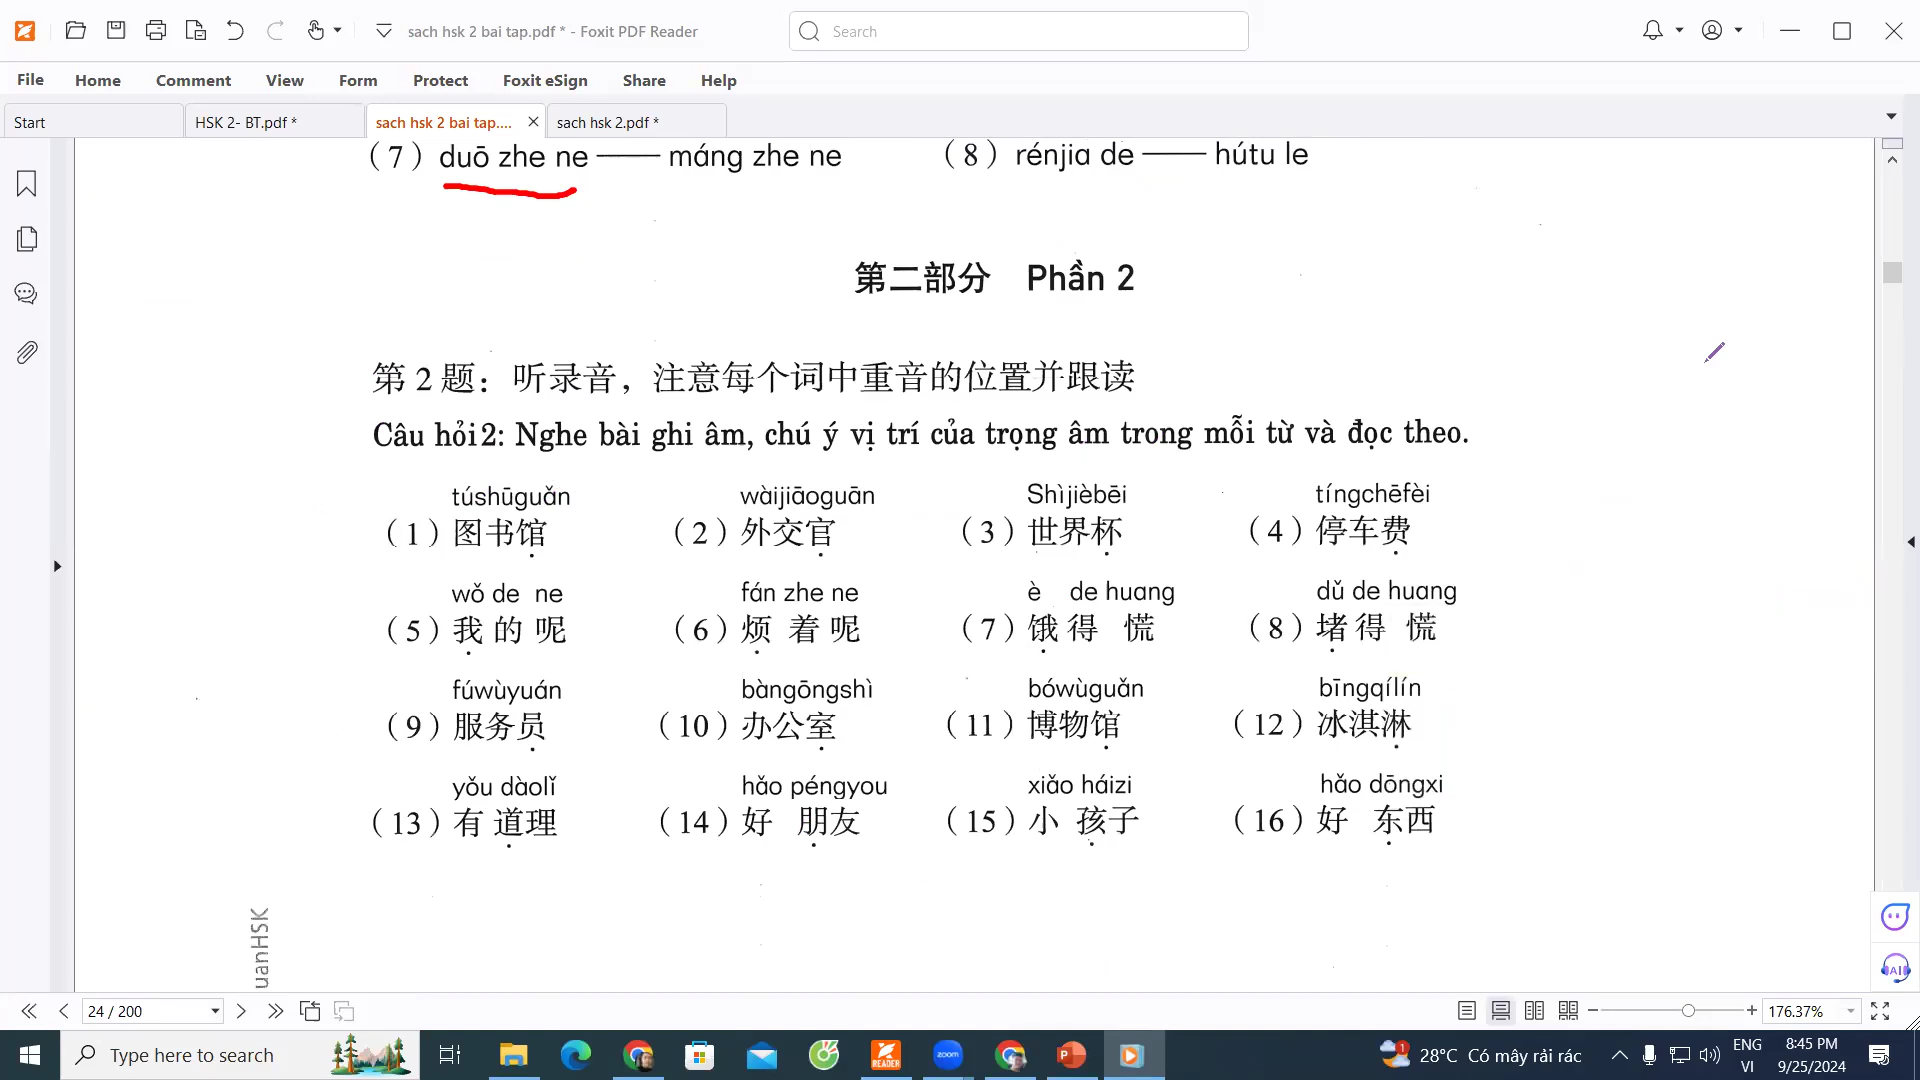 sach hsk 2 bai tap.pdf * - Foxit PDF Reader
Search
File Home Comment View Form Protect Foxit eSign Share Help
Start HSK 2- BT.pdf * sach hsk 2 bai tap.... sach hsk 2.pdf *
（7）duō zhe ne —— máng zhe ne （8）rénjia de —— hútu le
第二部分 Phần 2
第 2 题：听录音，注意每个词中重音的位置并跟读
Câu hỏi 2: Nghe bài ghi âm, chú ý vị trí của trọng âm trong mỗi từ và đọc theo.
túshūguǎn wàijiāoguān Shìjièbēi tíngchēfèi
（1）图书馆 （2）外交官 （3）世界杯 （4）停车费
wǒ de ne fán zhe ne è de huang dǔ de huang
（5）我的呢 （6）烦着呢 （7）饿得慌 （8）堵得慌
fúwùyuán bàngōngshì bówùguǎn bīngqílín
（9）服务员 （10）办公室 （11）博物馆 （12）冰淇淋
yǒu dàolǐ hǎo péngyou xiǎo háizi hǎo dōngxi
（13）有道理 （14）好朋友 （15）小孩子 （16）好东西
uanHSK
AI
24 / 200 176.37%
Type here to search
READER
zoom
1
28°C Có mây rải rác
ENG
VI
8:45 PM
9/25/2024